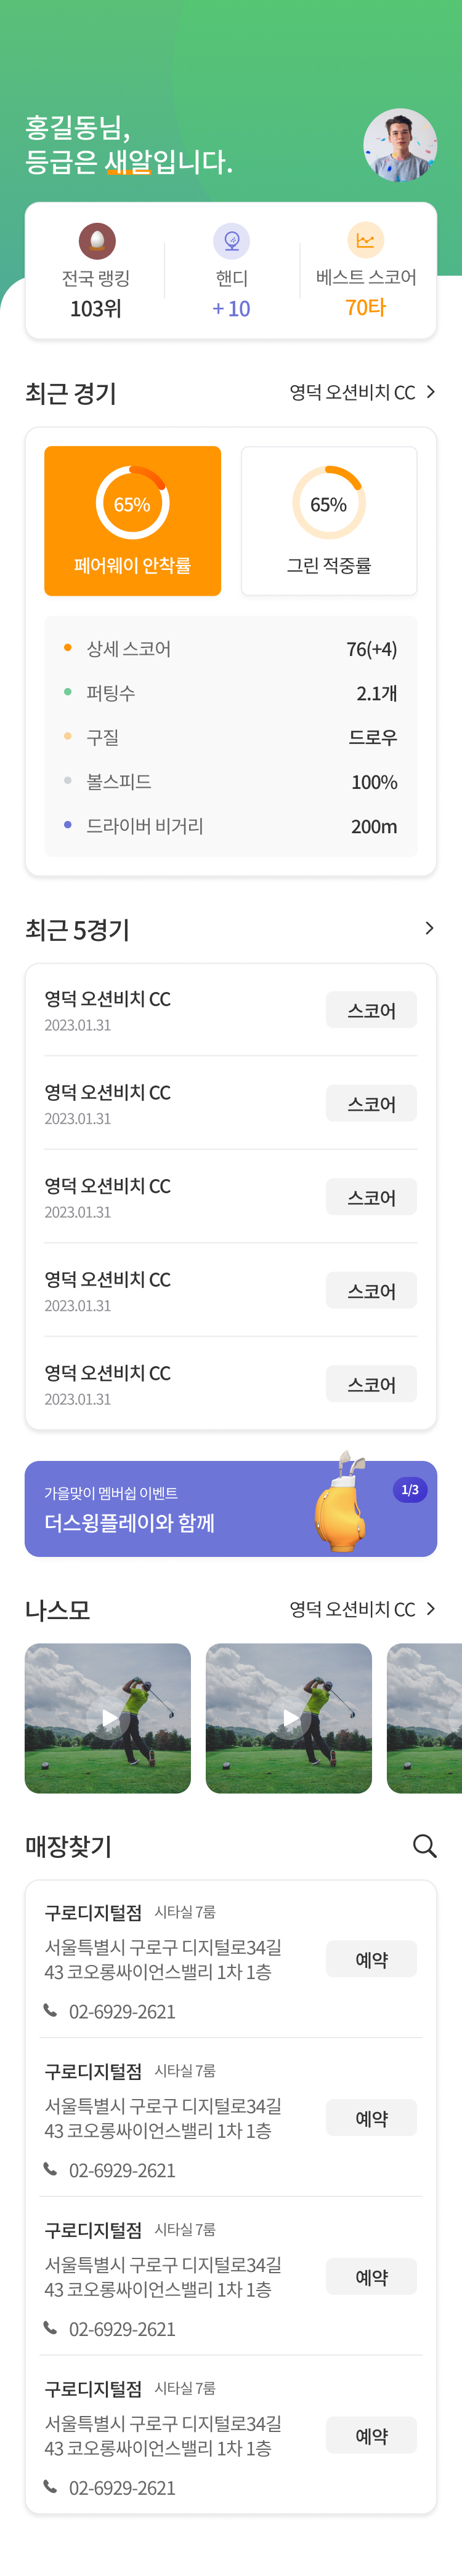 홍길동님,
등급은 새알입니다.
전국 랭킹
103위
핸디
+ 10
베스트 스코어
70타
최근 경기
영덕 오션비치 CC
65%
페어웨이 안착률
65%
그린 적중률
상세 스코어 76(+4)
퍼팅수 2.1개
구질 드로우
볼스피드 100%
드라이버 비거리 200m
최근 5경기
영덕 오션비치 CC
2023.01.31
스코어
영덕 오션비치 CC
2023.01.31
스코어
영덕 오션비치 CC
2023.01.31
스코어
영덕 오션비치 CC
2023.01.31
스코어
영덕 오션비치 CC
2023.01.31
스코어
가을맞이 멤버쉽 이벤트
더스윙플레이와 함께
1/3
나스모
영덕 오션비치 CC
매장찾기
구로디지털점 시타실 7룸
서울특별시 구로구 디지털로34길
43 코오롱싸이언스밸리 1차 1층
02-6929-2621
예약
구로디지털점 시타실 7룸
서울특별시 구로구 디지털로34길
43 코오롱싸이언스밸리 1차 1층
02-6929-2621
예약
구로디지털점 시타실 7룸
서울특별시 구로구 디지털로34길
43 코오롱싸이언스밸리 1차 1층
02-6929-2621
예약
구로디지털점 시타실 7룸
서울특별시 구로구 디지털로34길
43 코오롱싸이언스밸리 1차 1층
02-6929-2621
예약